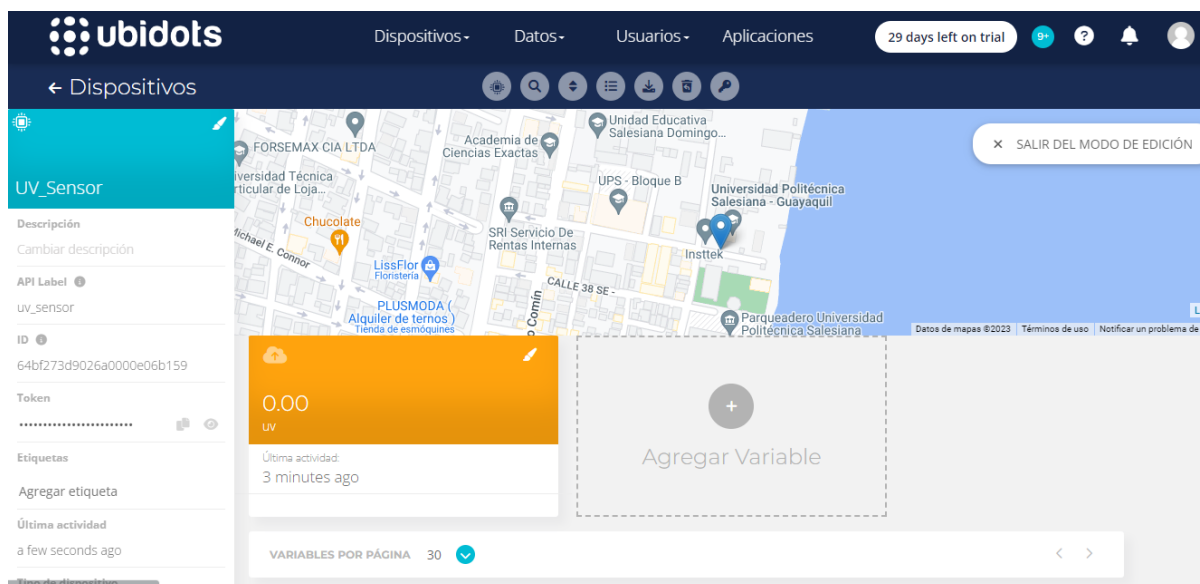 ubidots
Dispositivos
Datos
Usuarios
Aplicaciones
29 days left on trial
9+
?
← Dispositivos
UV_Sensor
Descripción
Cambiar descripción
API Label
uv_sensor
ID
64bf273d9026a0000e06b159
Token
························
Etiquetas
Agregar etiqueta
Última actividad
a few seconds ago
Tipo de dispositivo
FORSEMAX CIA LTDA
Academia de
Ciencias Exactas
Unidad Educativa
Salesiana Domingo...
iversidad Técnica
rticular de Loja...
UPS - Bloque B
Universidad Politécnica
Salesiana - Guayaquil
Chucolate
SRI Servicio De
Rentas Internas
Michael E. Connor
Insttek
LissFlor
Floristería
CALLE 38 SE
Comín
PLUSMODA (
Alquiler de ternos )
Tienda de esmóquines
Parqueadero Universidad
Politécnica Salesiana
× SALIR DEL MODO DE EDICIÓN
Datos de mapas ©2023
Términos de uso
Notificar un problema de
0.00
uv
Última actividad:
3 minutes ago
+
Agregar Variable
VARIABLES POR PÁGINA 30
< >